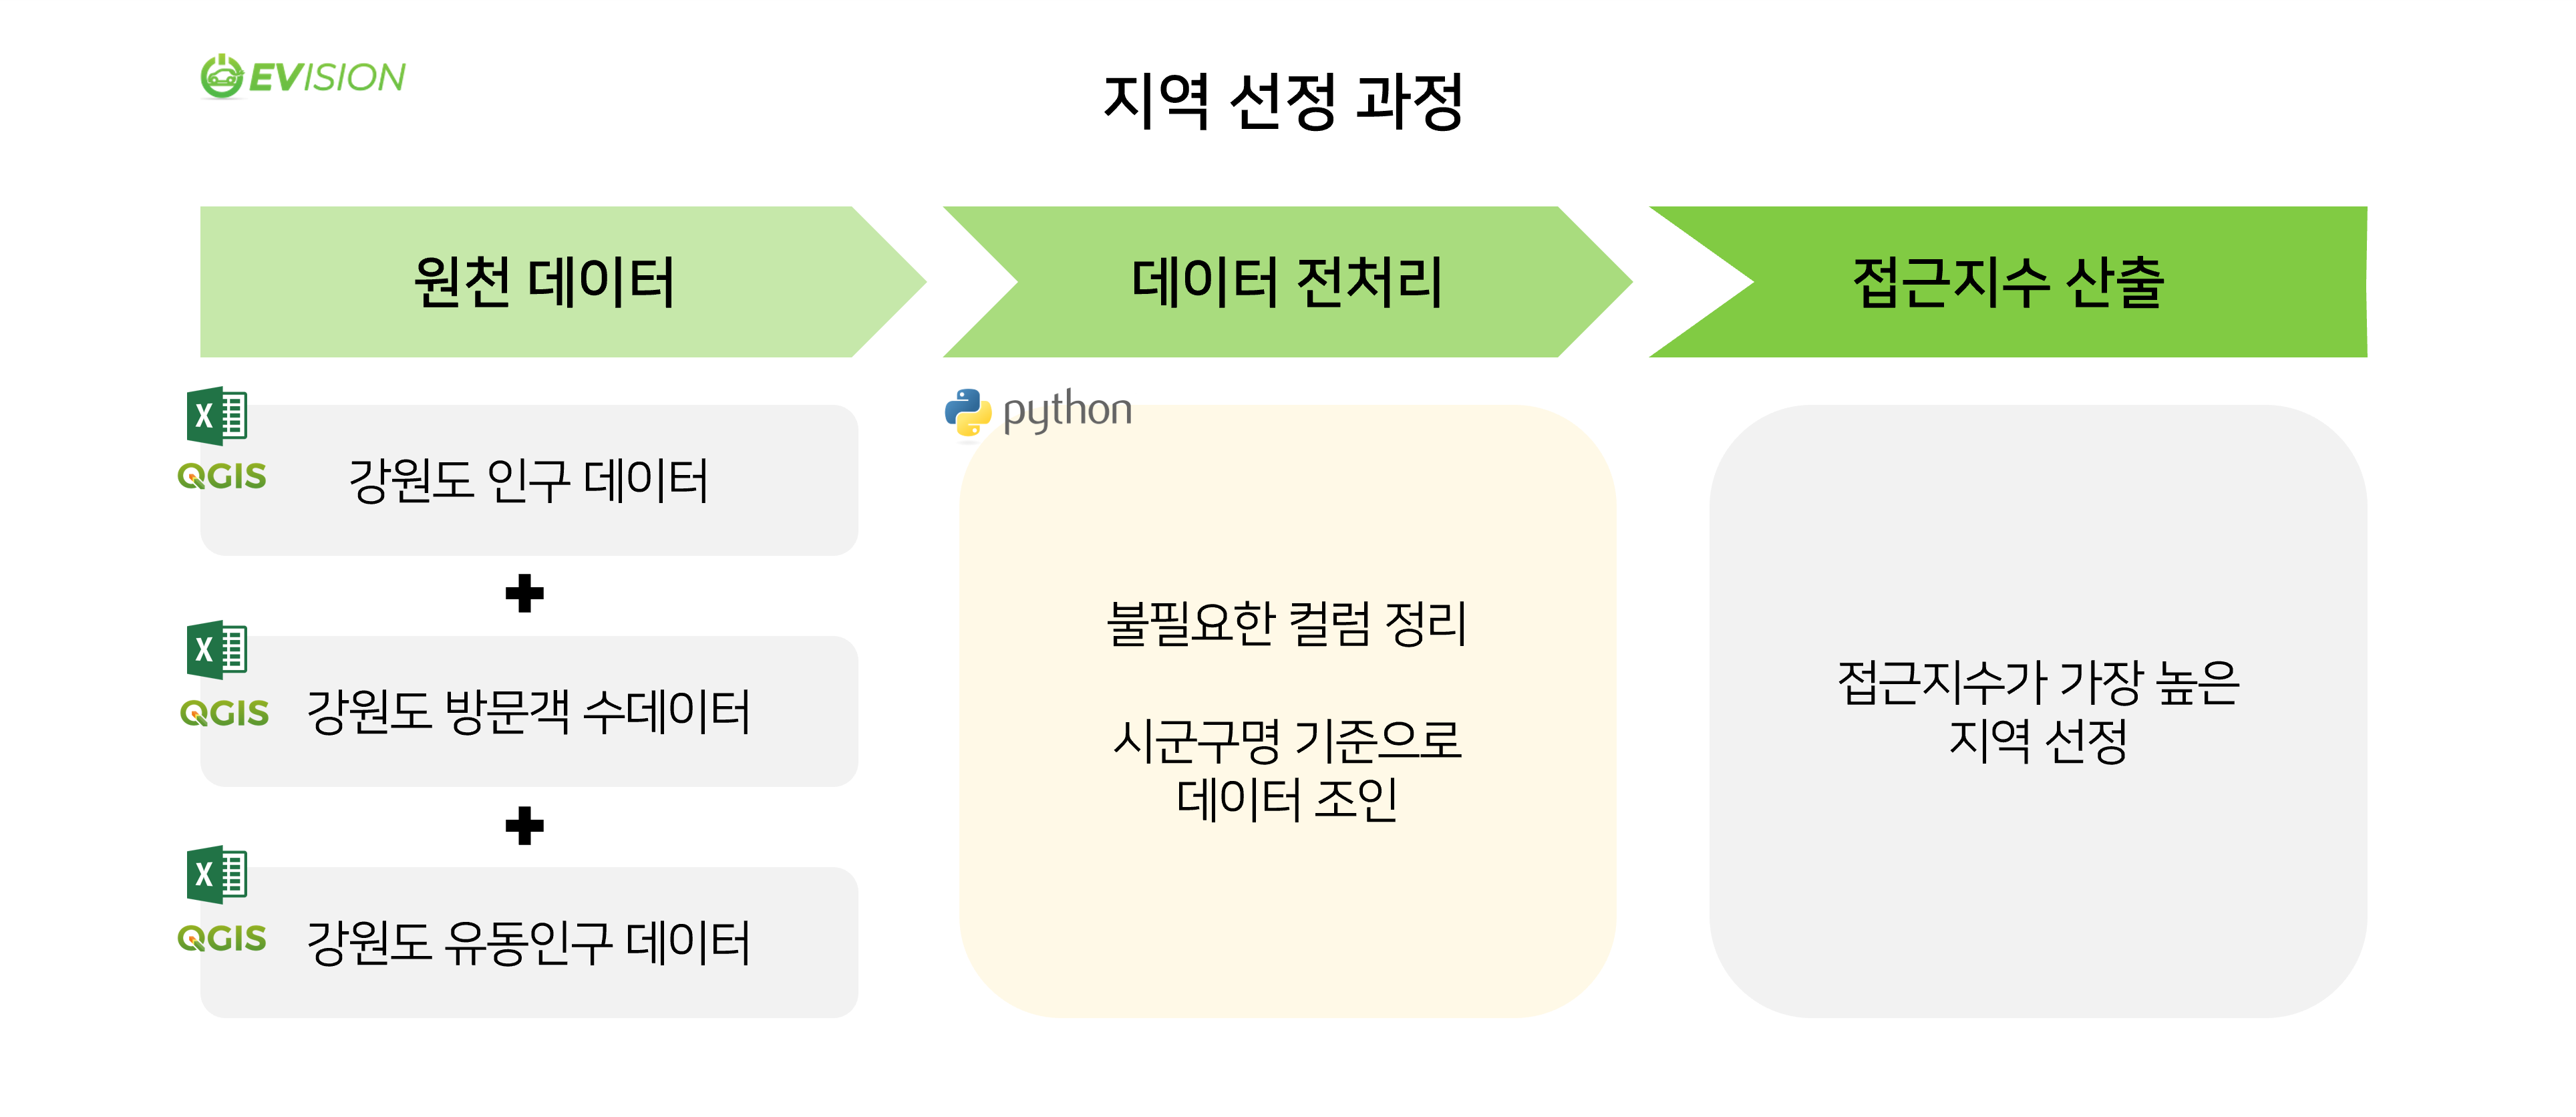 EVISION
지역 선정 과정
원천 데이터
데이터 전처리
접근지수 산출
X
QGIS
강원도 인구 데이터
X
QGIS
강원도 방문객 수데이터
X
QGIS
강원도 유동인구 데이터
python
불필요한 컬럼 정리
시군구명 기준으로
데이터 조인
접근지수가 가장 높은
지역 선정